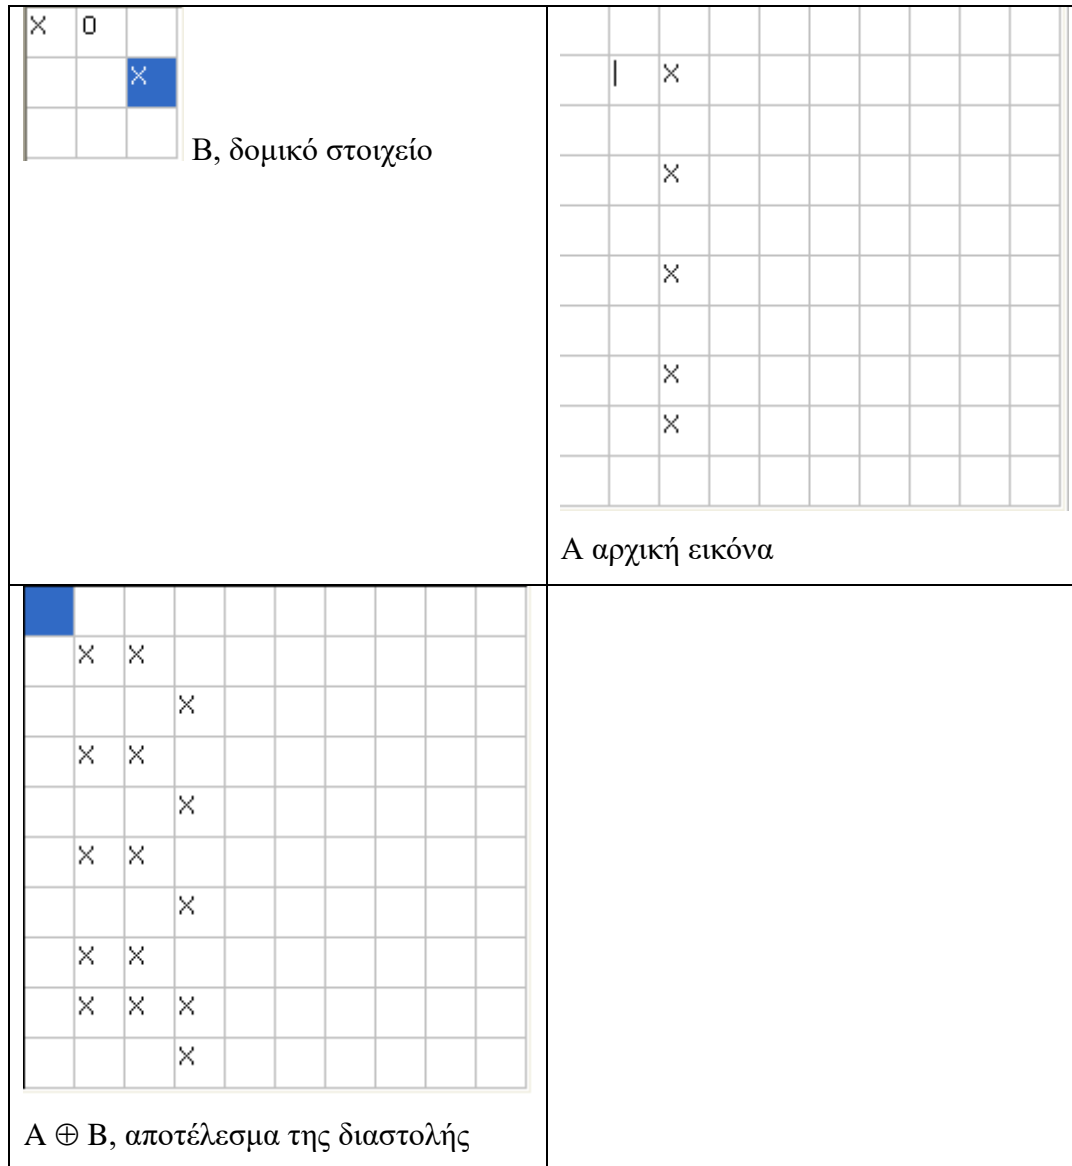 X O
X
B, δομικό στοιχείο
| X
X
X
X
X
Α αρχική εικόνα
X X
X
X X
X
X X
X
X X
X X X
X
Α ⊕ Β, αποτέλεσμα της διαστολής